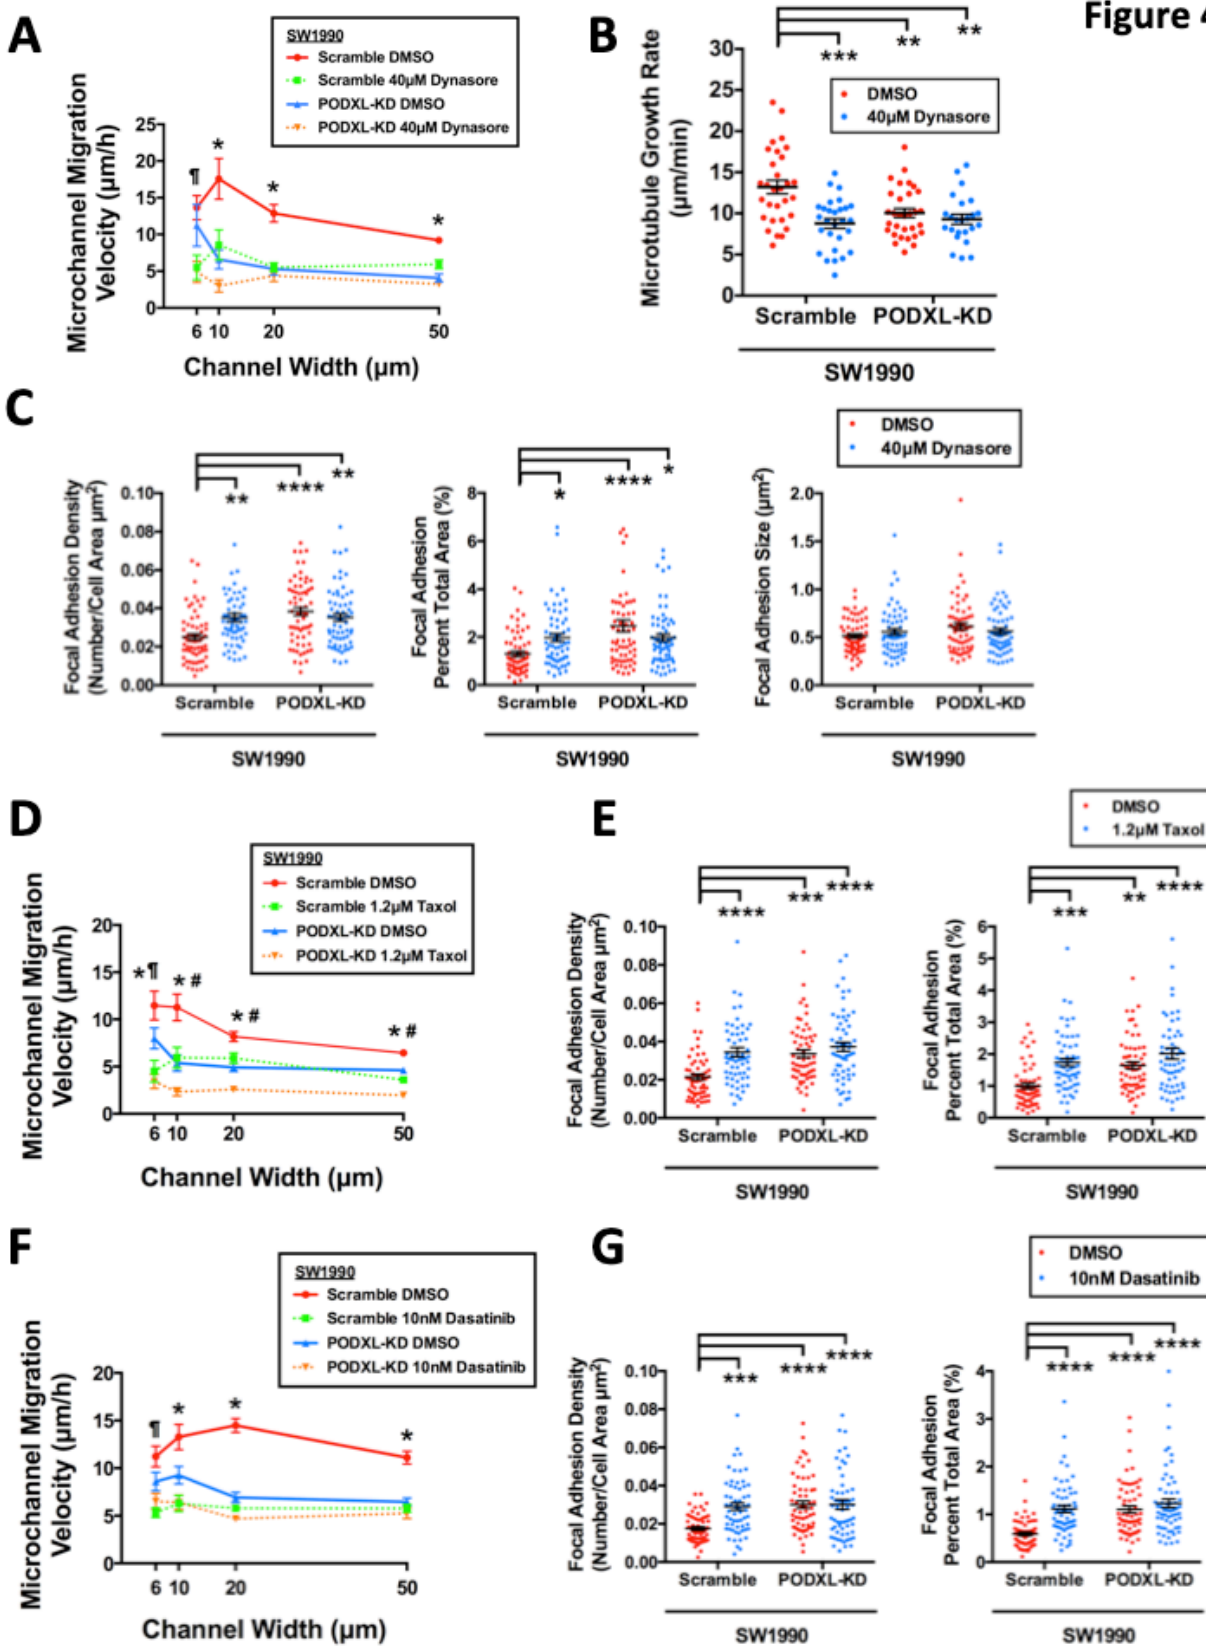 Figure 4
A
SW1990
Scramble DMSO
Scramble 40µM Dynasore
PODXL-KD DMSO
PODXL-KD 40µM Dynasore
Microchannel Migration
Velocity (µm/h)
25
20
15
10
5
0
¶
*
*
*
6 10 20 50
Channel Width (µm)
B
*** ** **
DMSO
40µM Dynasore
Microtubule Growth Rate
(µm/min)
30
25
20
15
10
5
0
Scramble PODXL-KD
SW1990
C
DMSO
40µM Dynasore
** **** **
Focal Adhesion Density
(Number/Cell Area µm²)
0.10
0.08
0.06
0.04
0.02
0.00
Scramble PODXL-KD
SW1990
* **** *
Focal Adhesion
Percent Total Area (%)
8
6
4
2
0
Scramble PODXL-KD
SW1990
Focal Adhesion Size (µm²)
2.0
1.5
1.0
0.5
0.0
Scramble PODXL-KD
SW1990
D
SW1990
Scramble DMSO
Scramble 1.2µM Taxol
PODXL-KD DMSO
PODXL-KD 1.2µM Taxol
Microchannel Migration
Velocity (µm/h)
20
15
10
5
0
*¶ *# *# *#
6 10 20 50
Channel Width (µm)
E
DMSO
1.2µM Taxol
**** *** ****
Focal Adhesion Density
(Number/Cell Area µm²)
0.10
0.08
0.06
0.04
0.02
0.00
Scramble PODXL-KD
SW1990
*** ** ****
Focal Adhesion
Percent Total Area (%)
6
5
4
3
2
1
0
Scramble PODXL-KD
SW1990
F
SW1990
Scramble DMSO
Scramble 10nM Dasatinib
PODXL-KD DMSO
PODXL-KD 10nM Dasatinib
Microchannel Migration
Velocity (µm/h)
20
15
10
5
0
¶ * * *
6 10 20 50
Channel Width (µm)
G
DMSO
10nM Dasatinib
*** **** ****
Focal Adhesion Density
(Number/Cell Area µm²)
0.10
0.08
0.06
0.04
0.02
0.00
Scramble PODXL-KD
SW1990
**** **** ****
Focal Adhesion
Percent Total Area (%)
4
3
2
1
0
Scramble PODXL-KD
SW1990